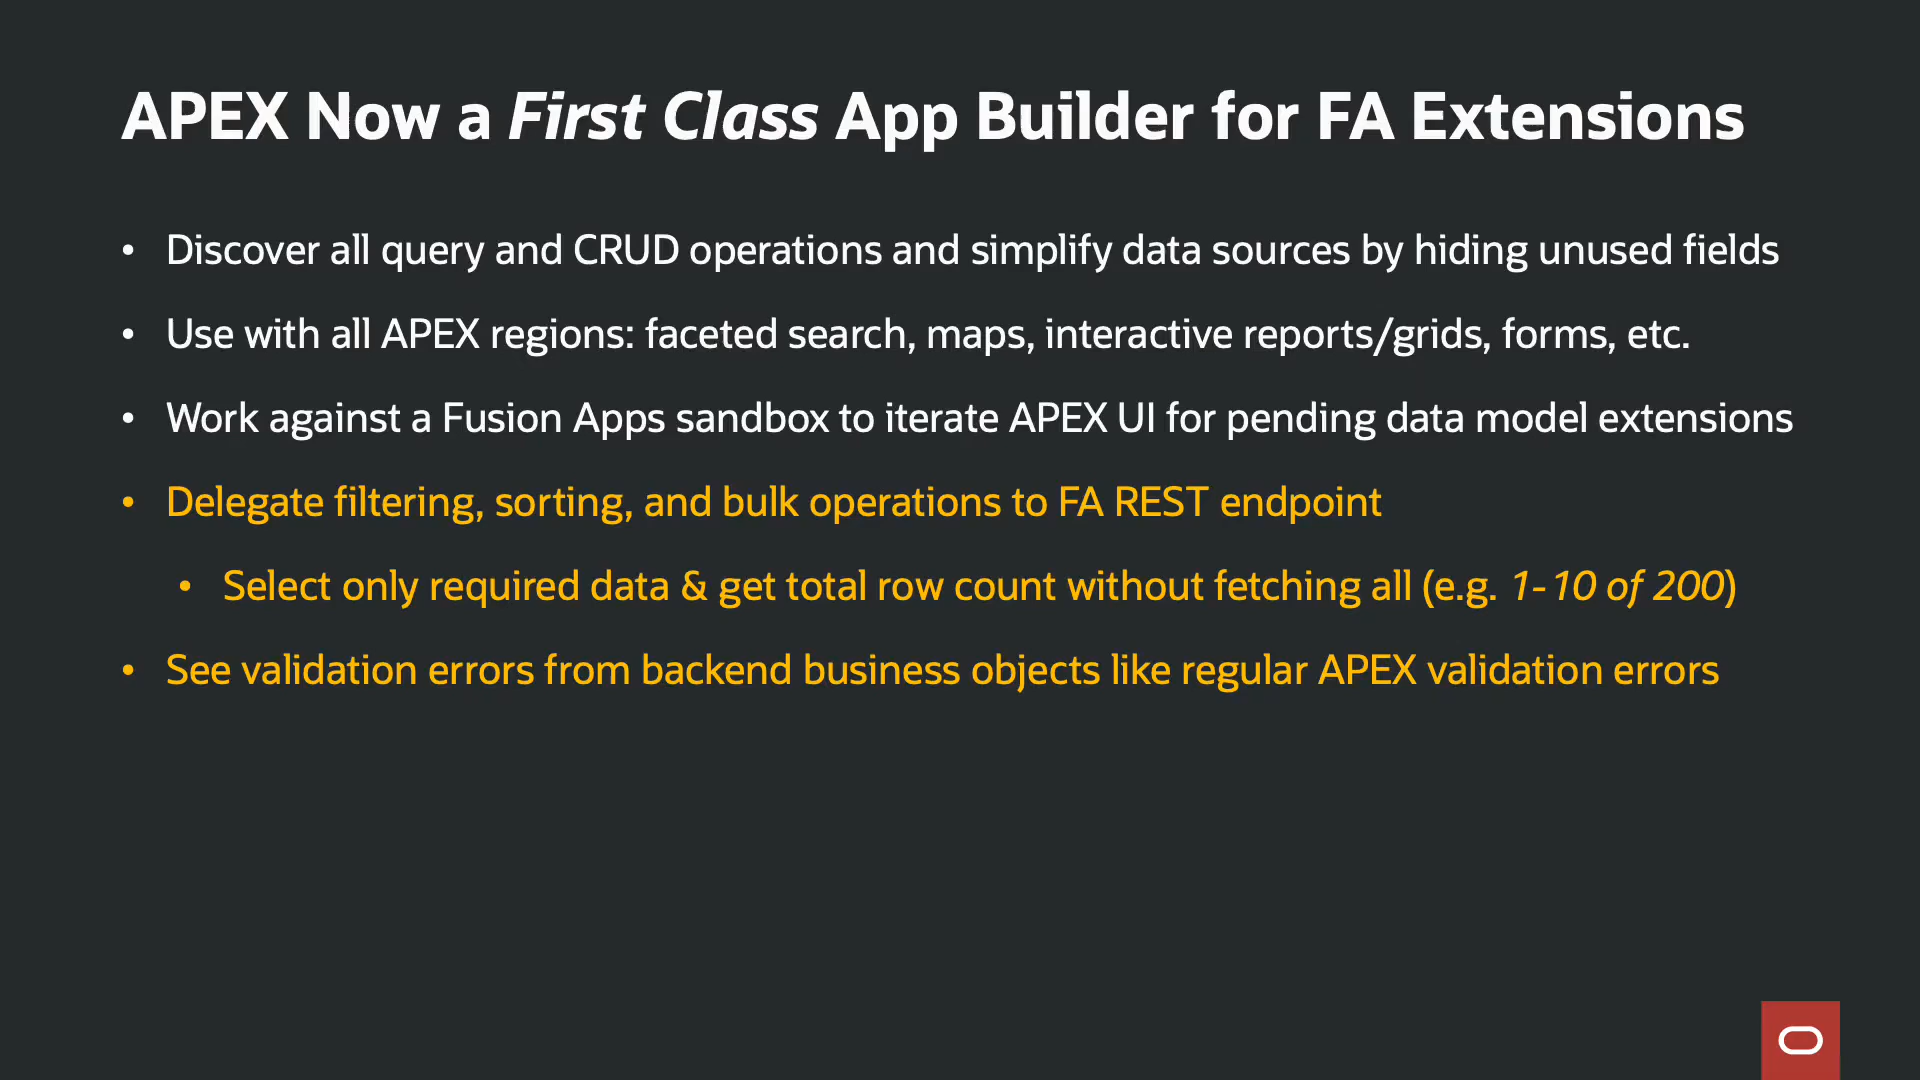 APEX Now a First Class App Builder for FA Extensions
• Discover all query and CRUD operations and simplify data sources by hiding unused fields
• Use with all APEX regions: faceted search, maps, interactive reports/grids, forms, etc.
• Work against a Fusion Apps sandbox to iterate APEX UI for pending data model extensions
• Delegate filtering, sorting, and bulk operations to FA REST endpoint
• Select only required data & get total row count without fetching all (e.g. 1-10 of 200)
• See validation errors from backend business objects like regular APEX validation errors